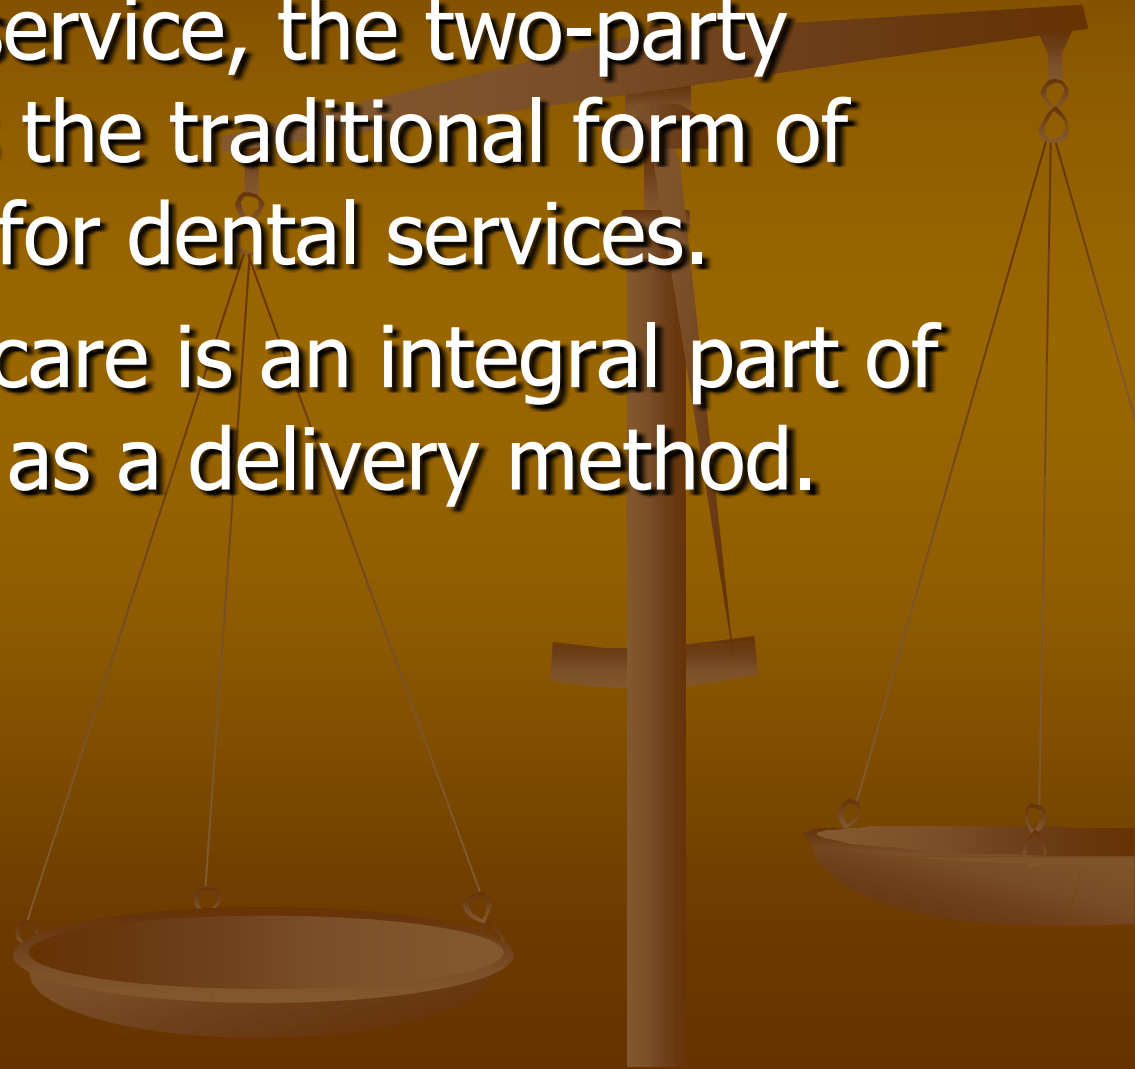 service, the two-party
the traditional form of
for dental services.
care is an integral part of
as a delivery method.